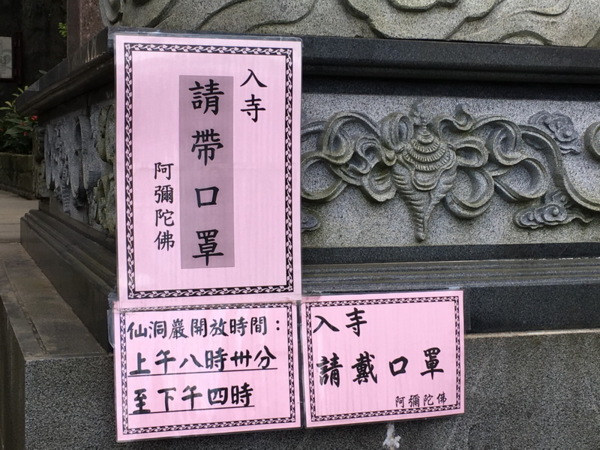 入寺
請帶口罩
阿彌陀佛
仙洞巖開放時間：
上午八時卅分
至下午四時
入寺
請戴口罩
阿彌陀佛